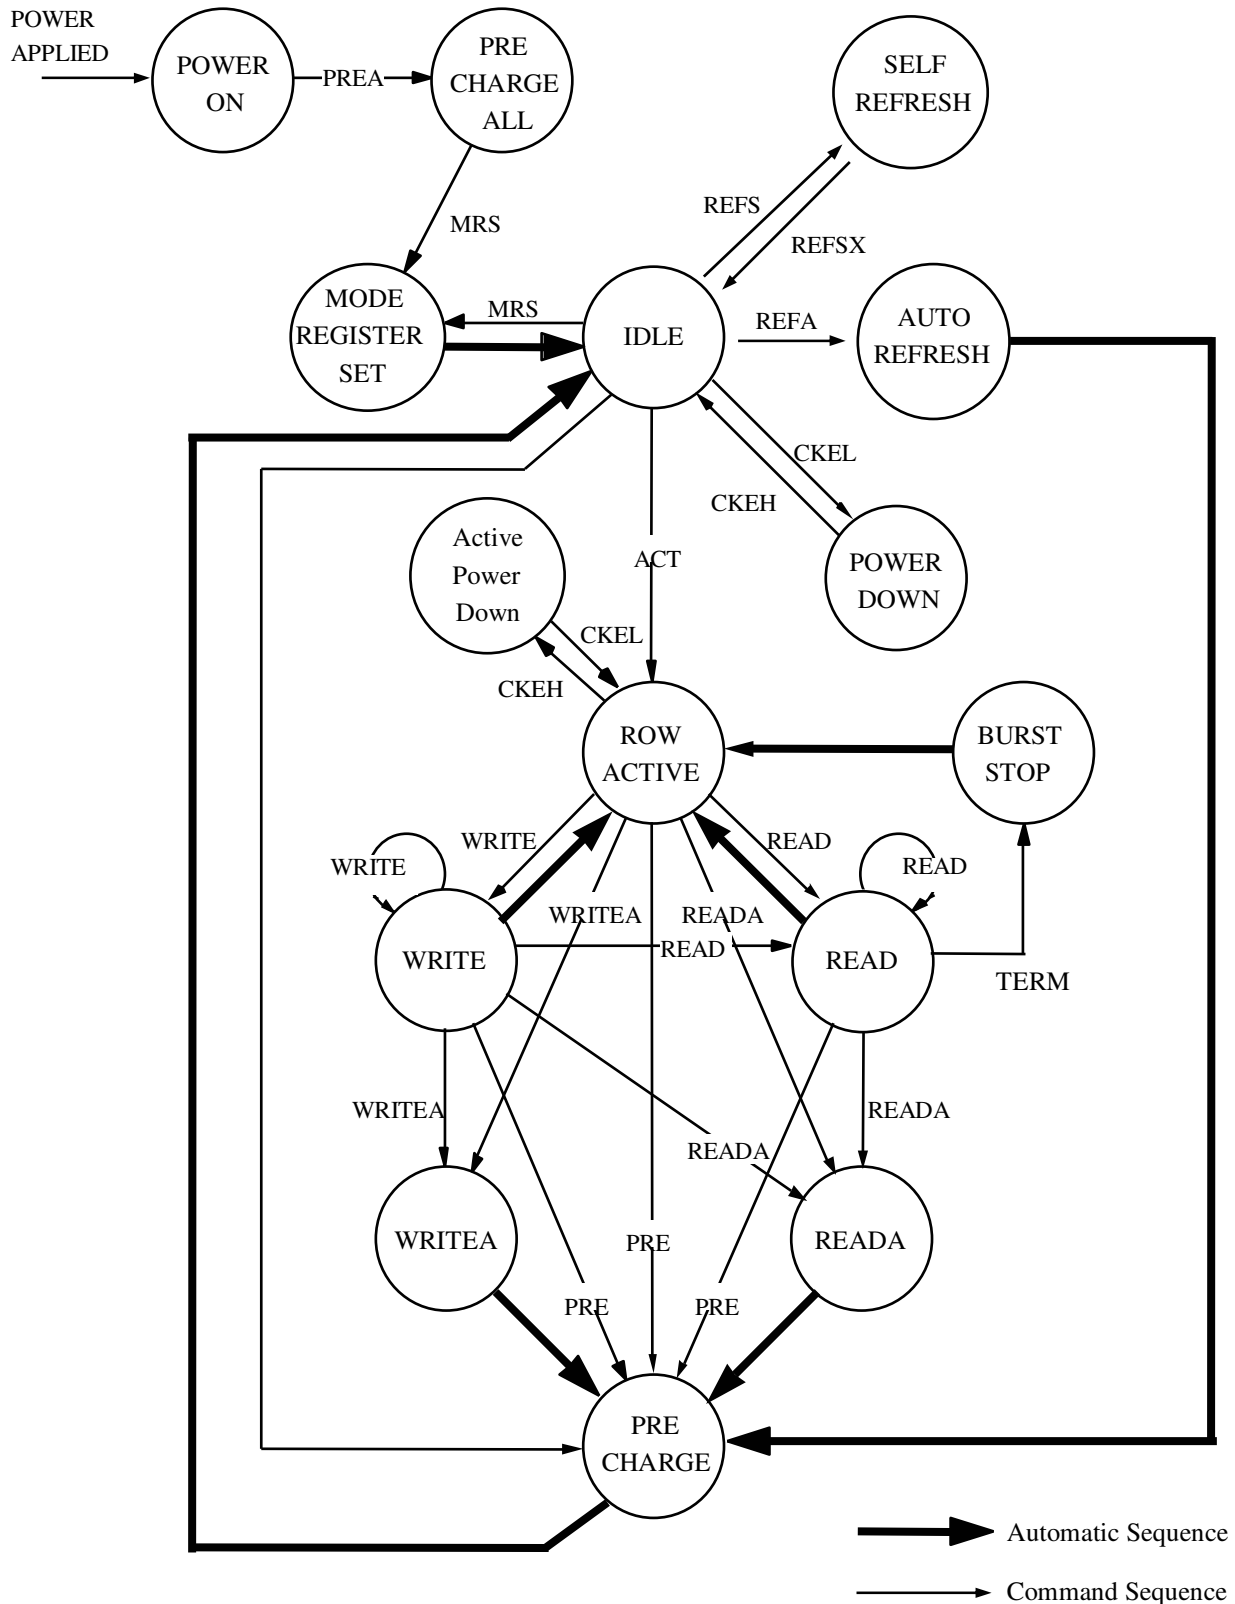 POWER
APPLIED
POWER
ON
PREA
PRE
CHARGE
ALL
SELF
REFRESH
MRS
REFS
REFSX
MODE
REGISTER
SET
MRS
IDLE
REFA
AUTO
REFRESH
CKEL
CKEH
Active
Power
Down
ACT
POWER
DOWN
CKEL
CKEH
ROW
ACTIVE
BURST
STOP
WRITE
WRITE
READ
READ
WRITEA
READA
WRITE
READ
READ
TERM
WRITEA
READA
READA
WRITEA
PRE
READA
PRE
PRE
PRE
CHARGE
Automatic Sequence
Command Sequence